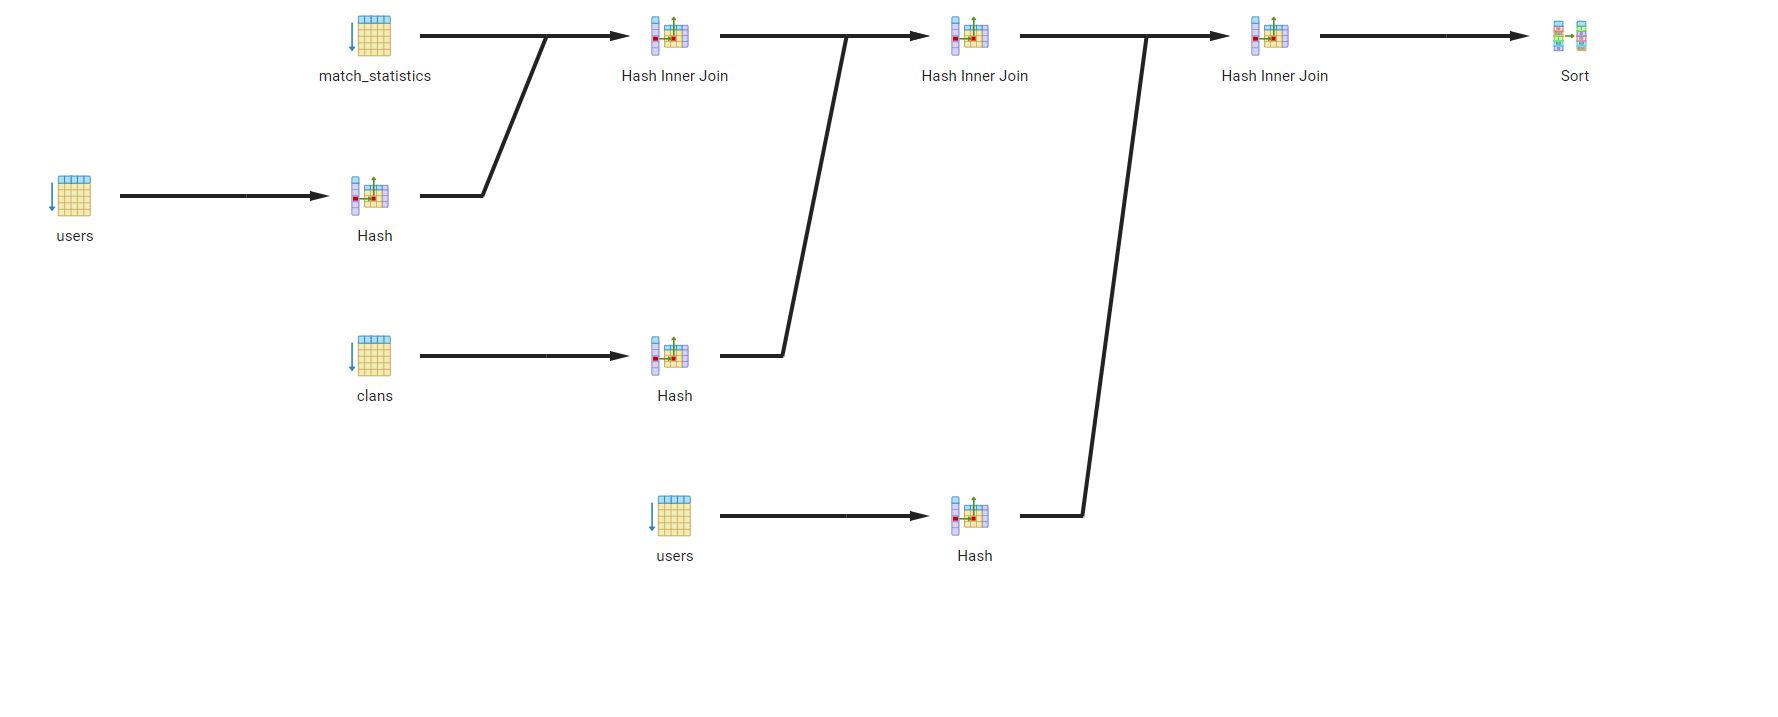 match_statistics
Hash Inner Join
Hash Inner Join
Hash Inner Join
Sort
users
Hash
clans
Hash
users
Hash